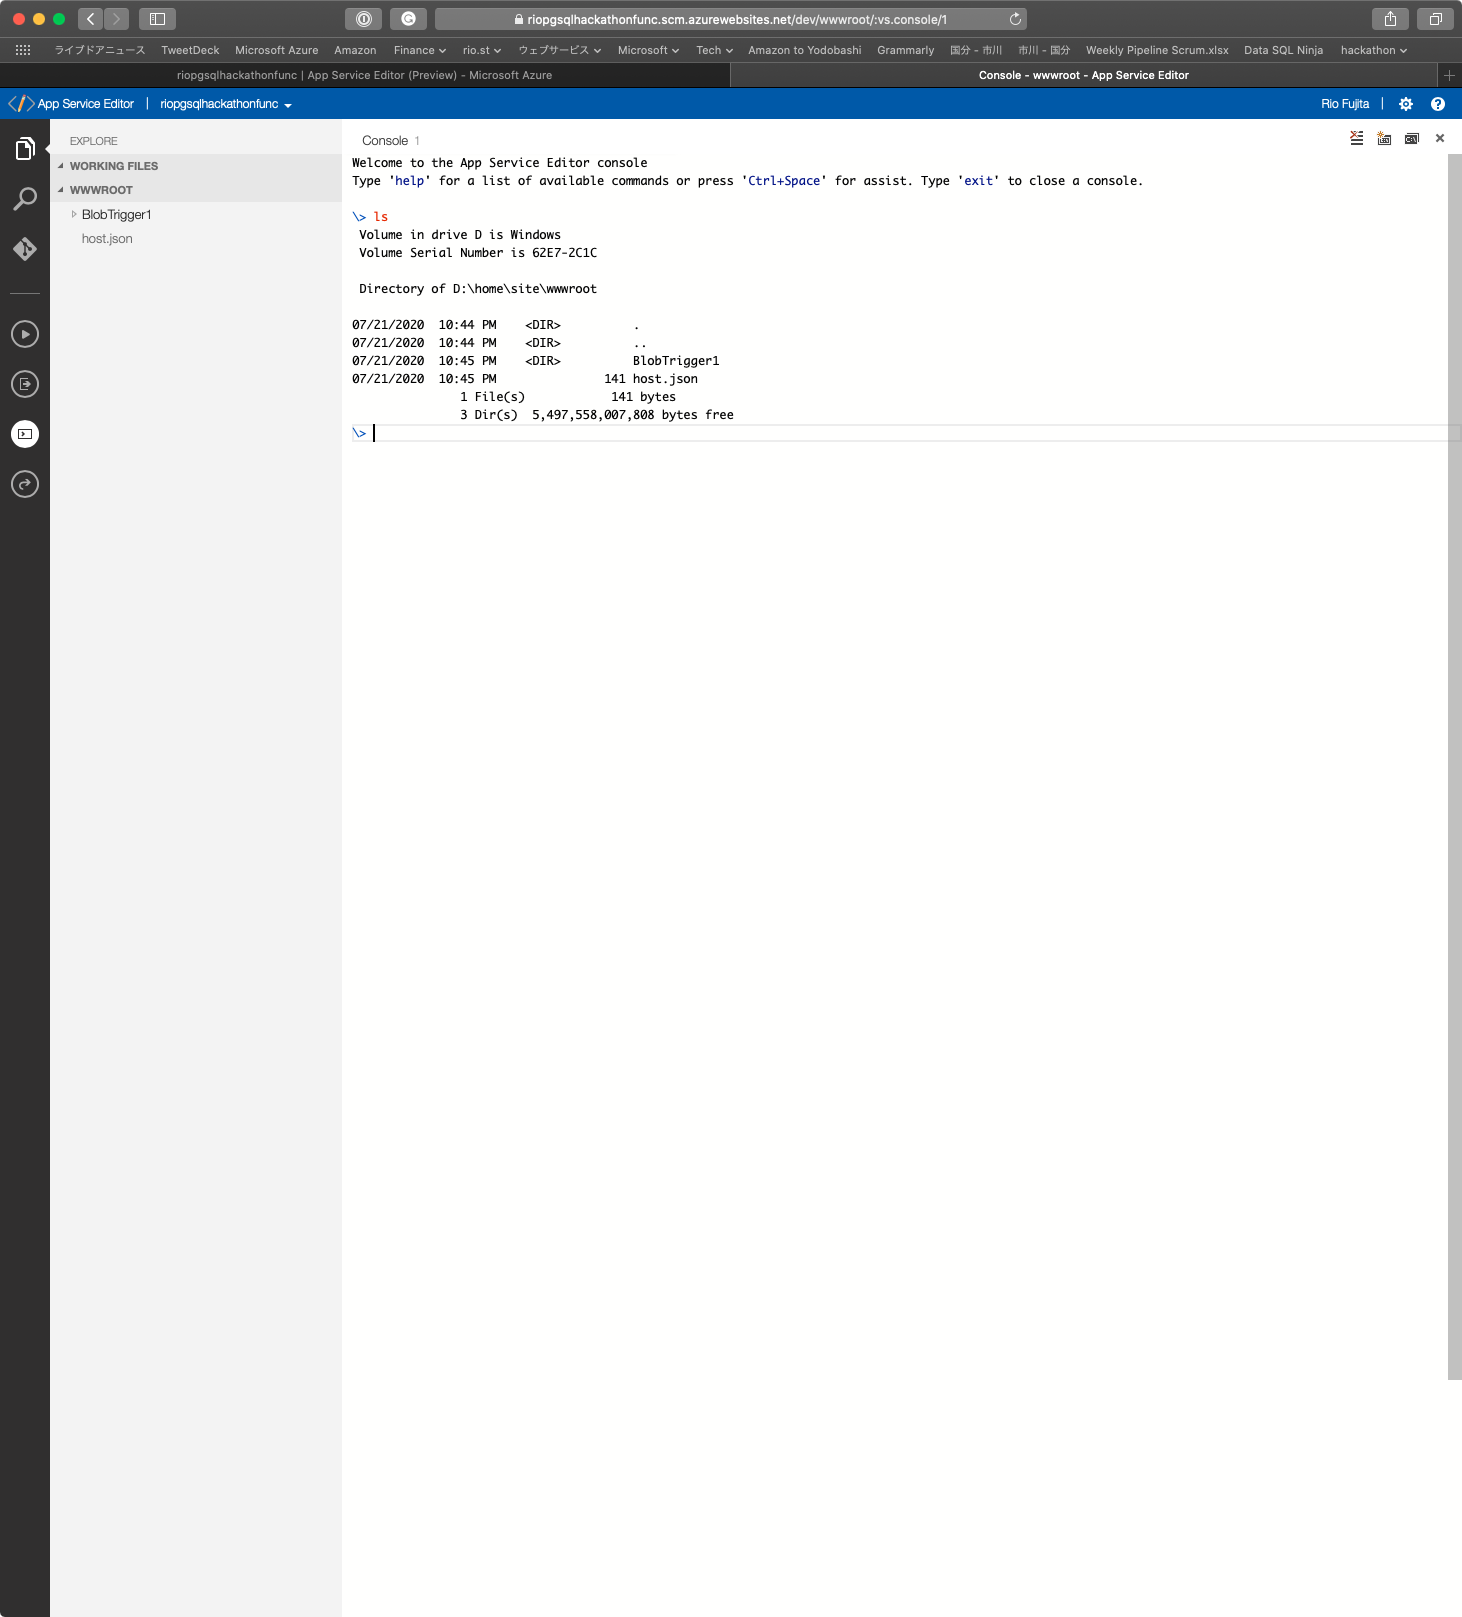 riopgsqlhackathonfunc.scm.azurewebsites.net/dev/wwwroot/:vs.console/1
ライブドアニュース TweetDeck Microsoft Azure Amazon Finance rio.st ウェブサービス Microsoft Tech Amazon to Yodobashi Grammarly 国分 - 市川 市川 - 国分 Weekly Pipeline Scrum.xlsx Data SQL Ninja hackathon
riopgsqlhackathonfunc | App Service Editor (Preview) - Microsoft Azure Console - wwwroot - App Service Editor
App Service Editor | riopgsqlhackathonfunc Rio Fujita |
EXPLORE
WORKING FILES
WWWROOT
BlobTrigger1
host.json
Console 1
Welcome to the App Service Editor console
Type 'help' for a list of available commands or press 'Ctrl+Space' for assist. Type 'exit' to close a console.
\> ls
Volume in drive D is Windows
Volume Serial Number is 62E7-2C1C
Directory of D:\home\site\wwwroot
07/21/2020 10:44 PM <DIR> .
07/21/2020 10:44 PM <DIR> ..
07/21/2020 10:45 PM <DIR> BlobTrigger1
07/21/2020 10:45 PM 141 host.json
1 File(s) 141 bytes
3 Dir(s) 5,497,558,007,808 bytes free
\>